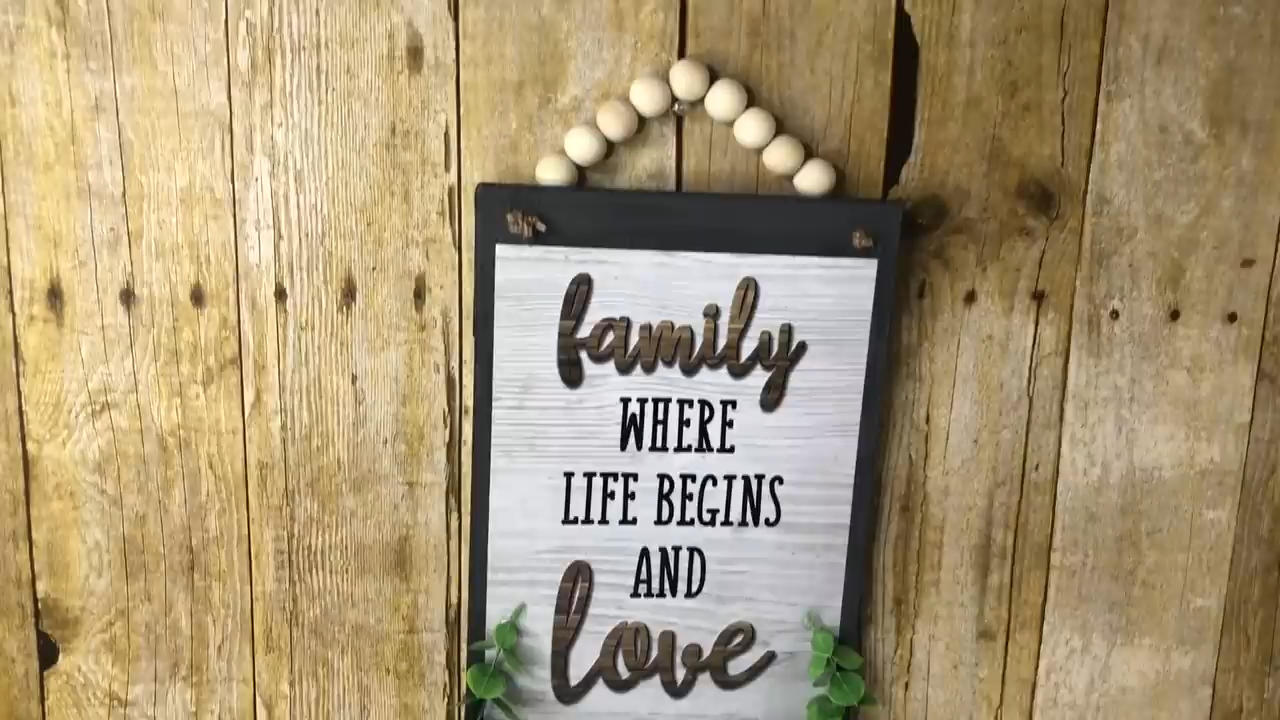 family
WHERE
LIFE BEGINS
AND
love